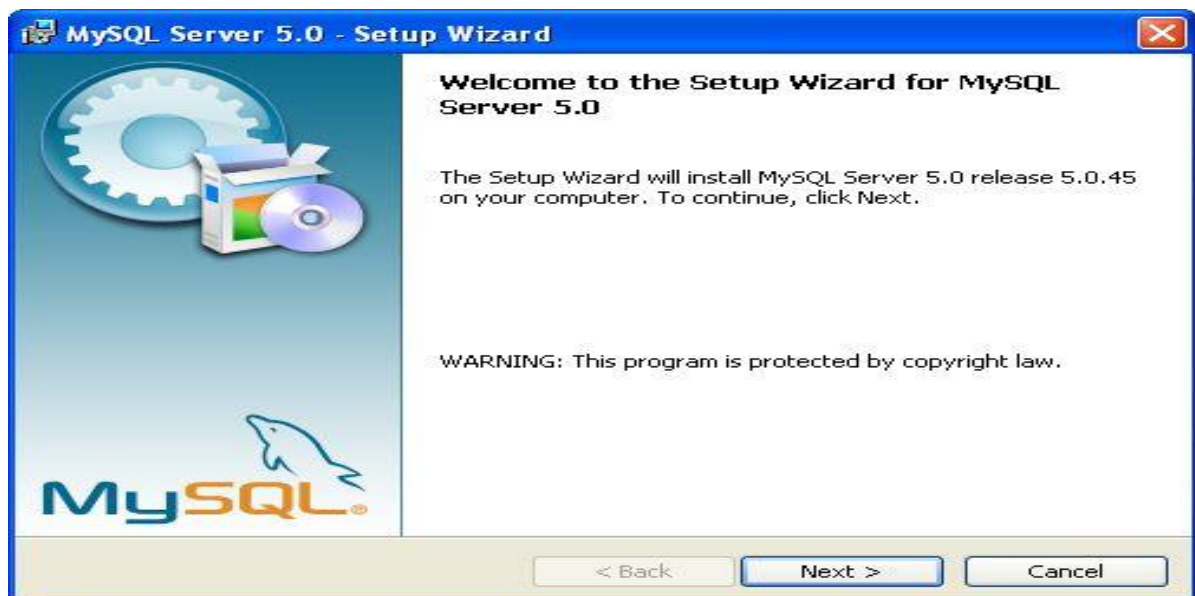 MySQL Server 5.0 - Setup Wizard
Welcome to the Setup Wizard for MySQL
Server 5.0
The Setup Wizard will install MySQL Server 5.0 release 5.0.45
on your computer. To continue, click Next.
WARNING: This program is protected by copyright law.
MySQL®
< Back
Next >
Cancel